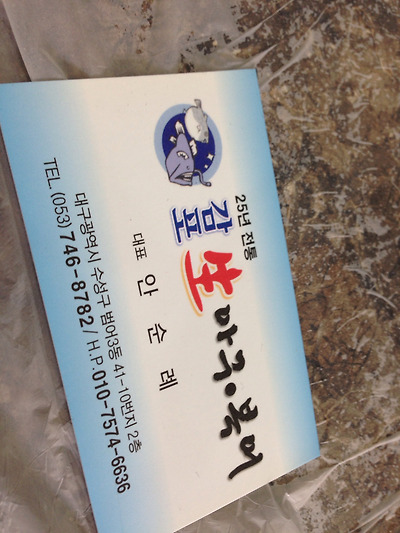 25년 전통
감포 生 아구·복어
대표 안순례
대구광역시 수성구 범어3동 41-10번지 2층
TEL. (053) 746-8782 / H.P. 010-7574-6636